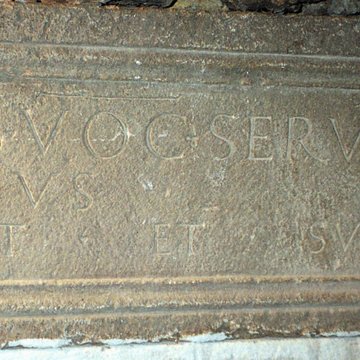 VOC·SERV
VS
T · ET · SV